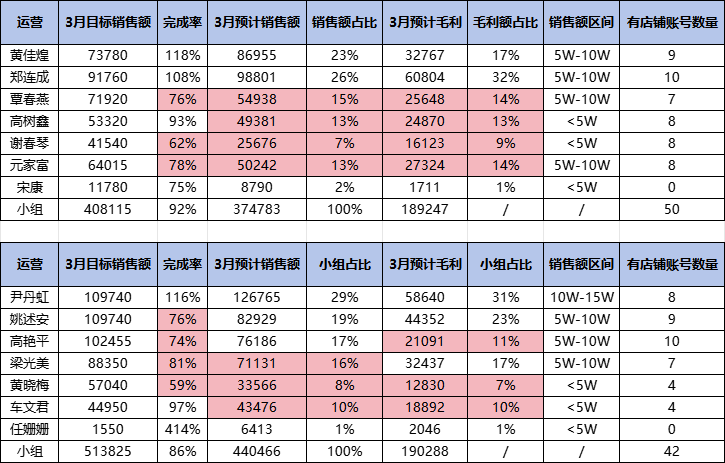 运营 3月目标销售额 完成率 3月预计销售额 销售额占比 3月预计毛利 毛利额占比 销售额区间 有店铺账号数量
黄佳煌 73780 118% 86955 23% 32767 17% 5W-10W 9
郑连成 91760 108% 98801 26% 60804 32% 5W-10W 10
覃春燕 71920 76% 54938 15% 25648 14% 5W-10W 7
高树鑫 53320 93% 49381 13% 24870 13% <5W 8
谢春琴 41540 62% 25676 7% 16123 9% <5W 8
元家富 64015 78% 50242 13% 27324 14% 5W-10W 8
宋康 11780 75% 8790 2% 1711 1% <5W 0
小组 408115 92% 374783 100% 189247 / / 50
运营 3月目标销售额 完成率 3月预计销售额 小组占比 3月预计毛利 小组占比 销售额区间 有店铺账号数量
尹丹虹 109740 116% 126765 29% 58640 31% 10W-15W 8
姚述安 109740 76% 82929 19% 44352 23% 5W-10W 9
高艳平 102455 74% 76186 17% 21091 11% 5W-10W 10
梁光美 88350 81% 71131 16% 32437 17% 5W-10W 7
黄晓梅 57040 59% 33566 8% 12830 7% <5W 4
车文君 44950 97% 43476 10% 18892 10% <5W 4
任姗姗 1550 414% 6413 1% 2046 1% <5W 0
小组 513825 86% 440466 100% 190288 / / 42